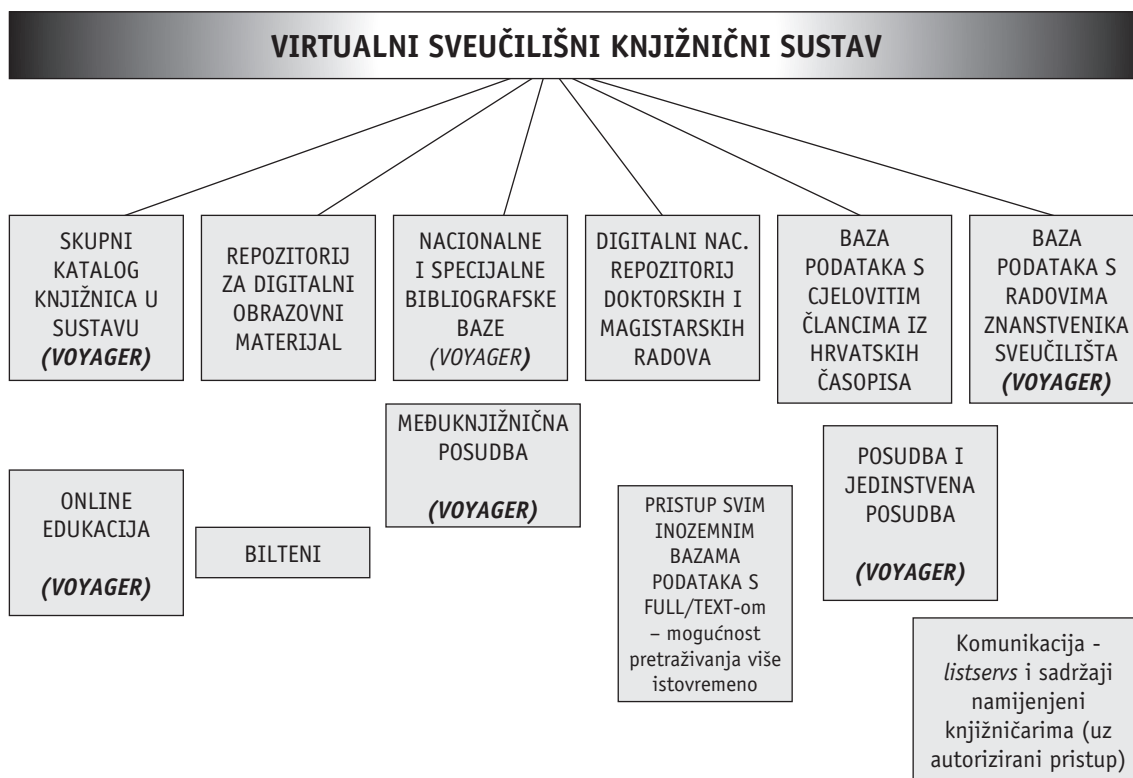 VIRTUALNI SVEUČILIŠNI KNJIŽNIČNI SUSTAV
SKUPNI
KATALOG
KNJIŽNICA U
SUSTAVU
(VOYAGER)
REPOZITORIJ
ZA DIGITALNI
OBRAZOVNI
MATERIJAL
NACIONALNE
I SPECIJALNE
BIBLIOGRAFSKE
BAZE
(VOYAGER)
DIGITALNI NAC.
REPOZITORIJ
DOKTORSKIH I
MAGISTARSKIH
RADOVA
BAZA
PODATAKA S
CJELOVITIM
ČLANCIMA IZ
HRVATSKIH
ČASOPISA
BAZA
PODATAKA S
RADOVIMA
ZNANSTVENIKA
SVEUČILIŠTA
(VOYAGER)
ONLINE
EDUKACIJA
(VOYAGER)
BILTENI
MEĐUKNJIŽNIČNA
POSUDBA
(VOYAGER)
PRISTUP SVIM
INOZEMNIM
BAZAMA
PODATAKA S
FULL/TEXT-om
– mogućnost
pretraživanja više
istovremeno
POSUDBA I
JEDINSTVENA
POSUDBA
(VOYAGER)
Komunikacija -
listservs i sadržaji
namijenjeni
knjižničarima (uz
autorizirani pristup)